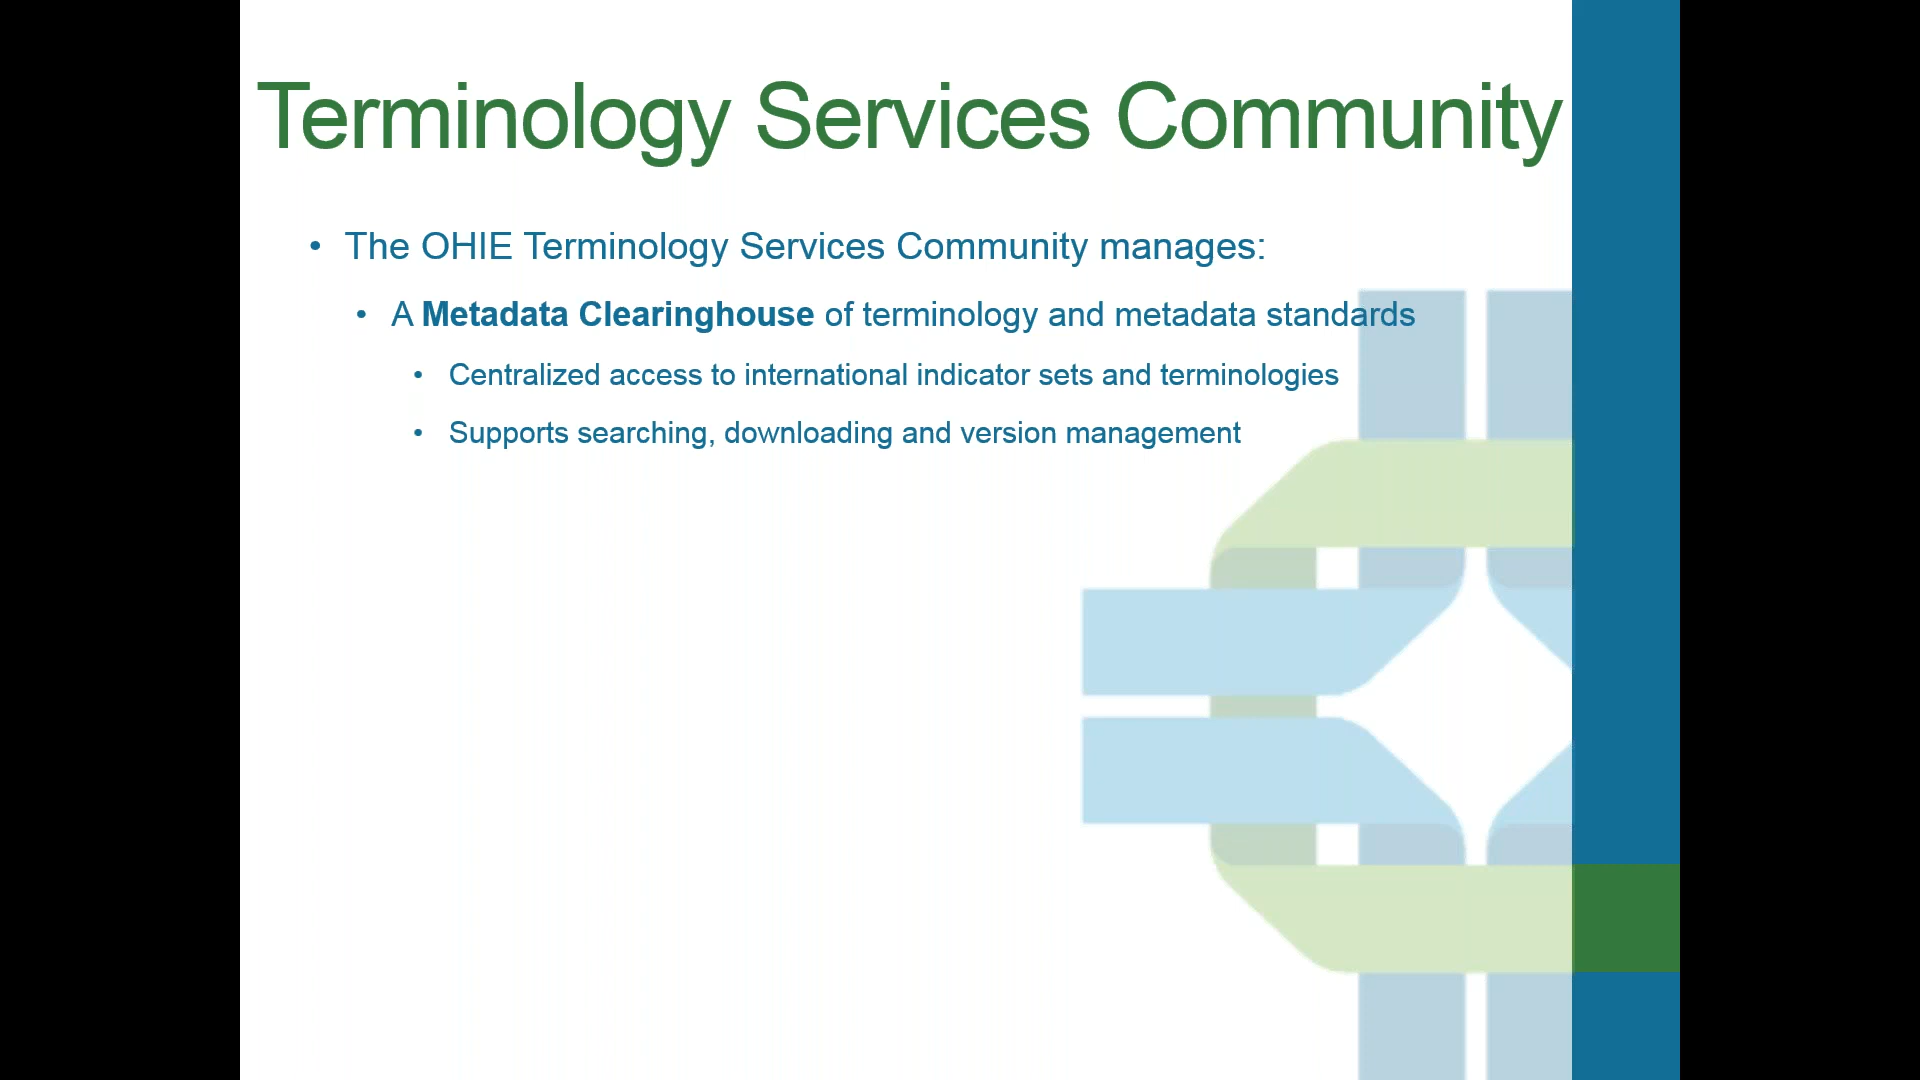 Terminology Services Community
• The OHIE Terminology Services Community manages:
• A Metadata Clearinghouse of terminology and metadata standards
• Centralized access to international indicator sets and terminologies
• Supports searching, downloading and version management